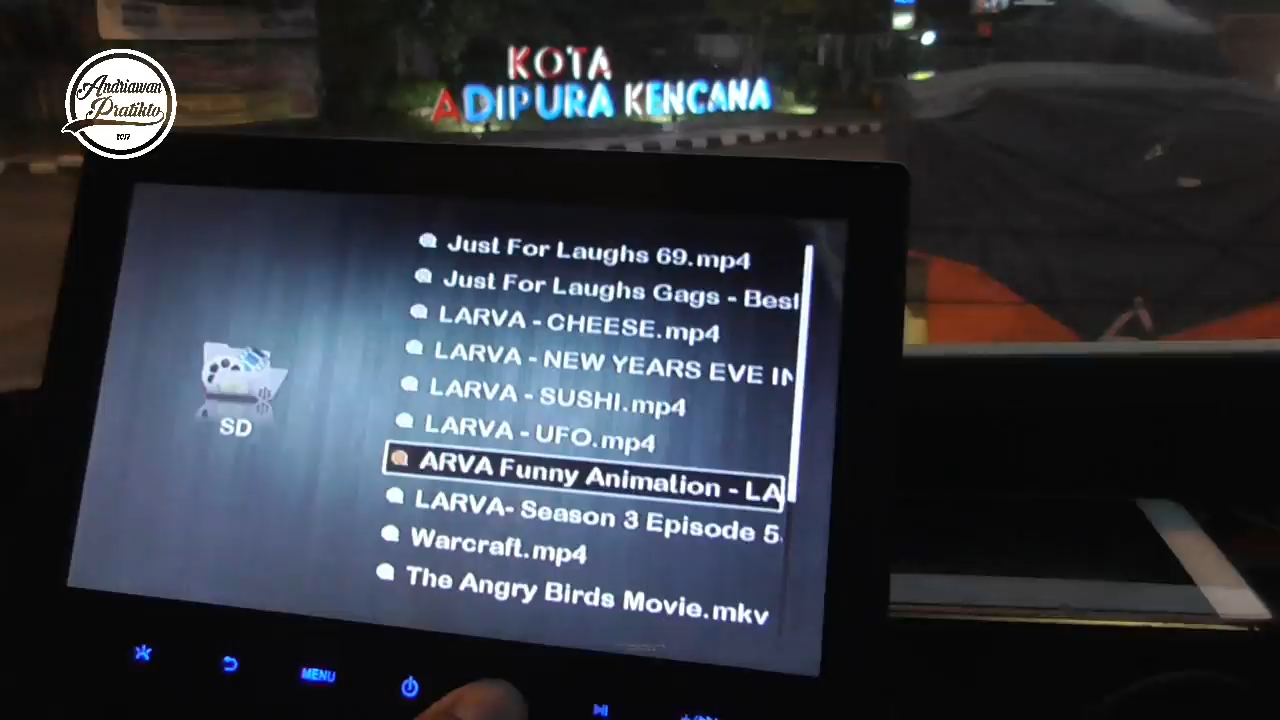 Andriawan
Pratikto
2017
KOTA
ADIPURA KENCANA
Just For Laughs 69.mp4
Just For Laughs Gags - Best
LARVA - CHEESE.mp4
LARVA - NEW YEARS EVE IN
LARVA - SUSHI.mp4
LARVA - UFO.mp4
ARVA Funny Animation - LA
LARVA- Season 3 Episode 5
Warcraft.mp4
The Angry Birds Movie.mkv
SD
MENU